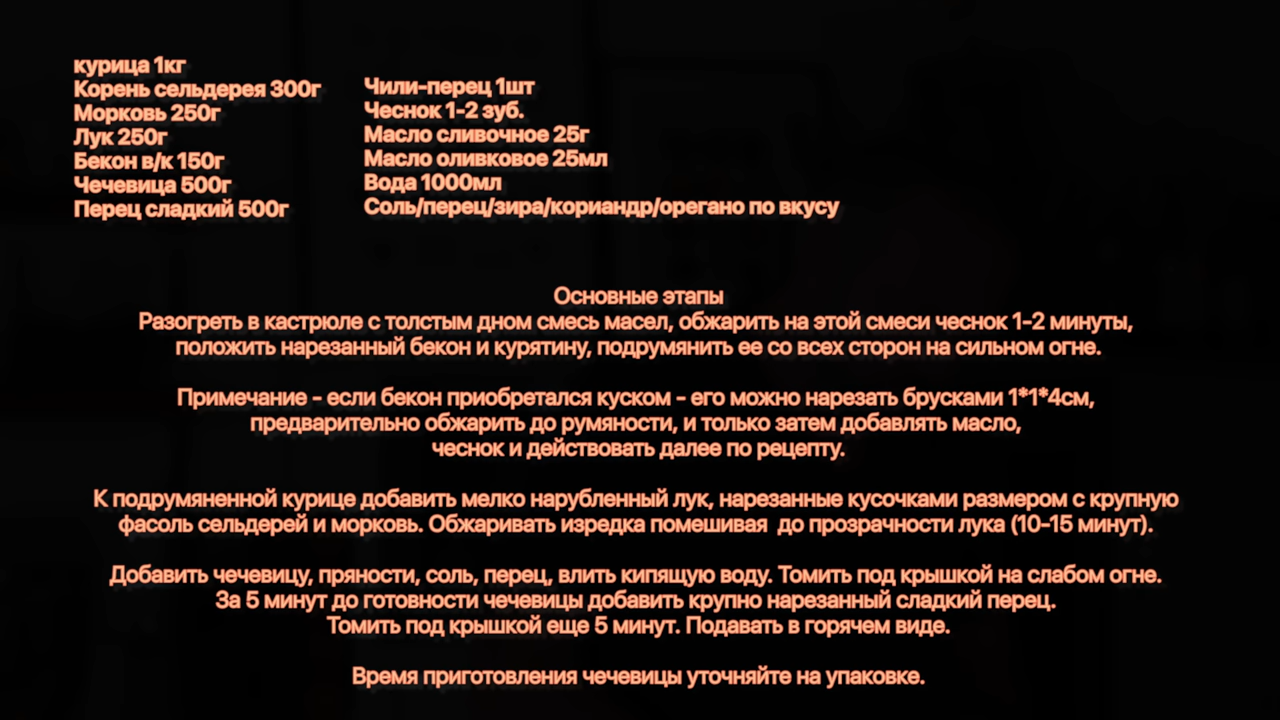 курица 1кг
Корень сельдерея 300г
Морковь 250г
Лук 250г
Бекон в/к 150г
Чечевица 500г
Перец сладкий 500г
Чили-перец 1шт
Чеснок 1-2 зуб.
Масло сливочное 25г
Масло оливковое 25мл
Вода 1000мл
Соль/перец/зира/кориандр/орегано по вкусу
Основные этапы
Разогреть в кастрюле с толстым дном смесь масел, обжарить на этой смеси чеснок 1-2 минуты,
положить нарезанный бекон и курятину, подрумянить ее со всех сторон на сильном огне.
Примечание - если бекон приобретался куском - его можно нарезать брусками 1*1*4см,
предварительно обжарить до румяности, и только затем добавлять масло,
чеснок и действовать далее по рецепту.
К подрумяненной курице добавить мелко нарубленный лук, нарезанные кусочками размером с крупную
фасоль сельдерей и морковь. Обжаривать изредка помешивая  до прозрачности лука (10-15 минут).
Добавить чечевицу, пряности, соль, перец, влить кипящую воду. Томить под крышкой на слабом огне.
За 5 минут до готовности чечевицы добавить крупно нарезанный сладкий перец.
Томить под крышкой еще 5 минут. Подавать в горячем виде.
Время приготовления чечевицы уточняйте на упаковке.